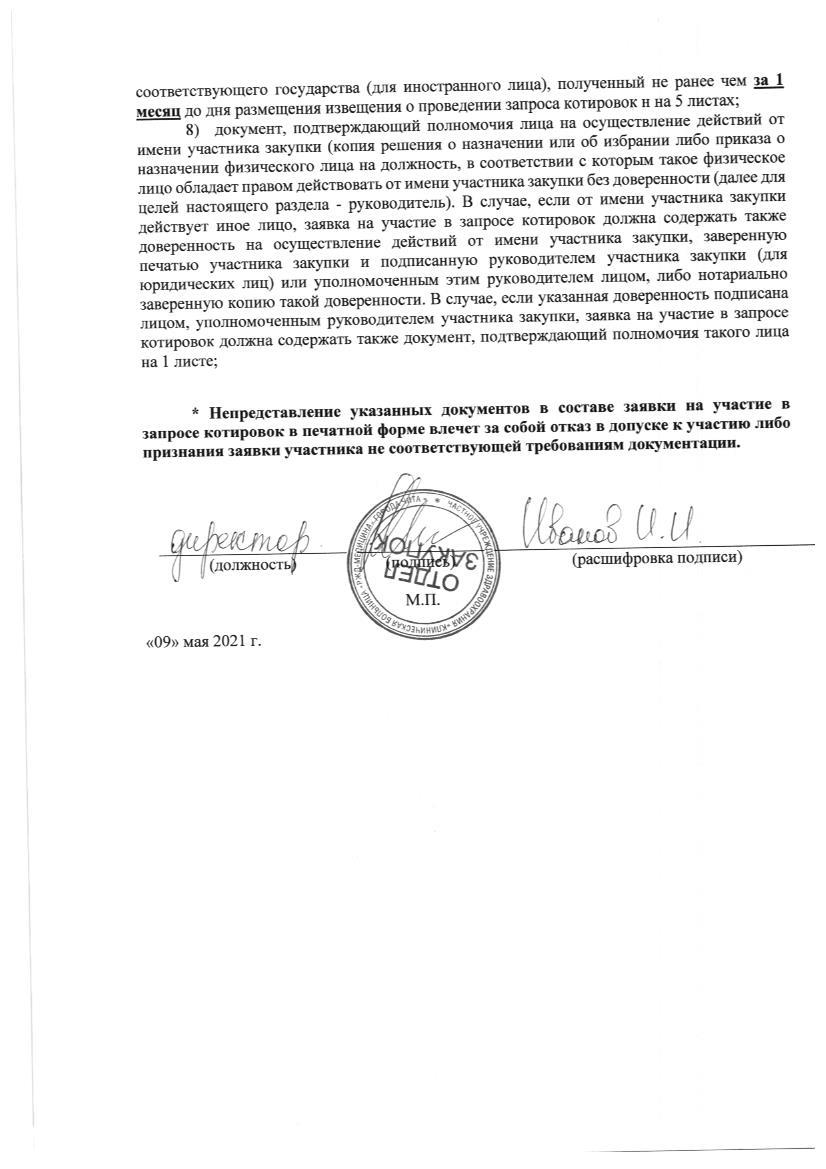 соответствующего государства (для иностранного лица), полученный не ранее чем за 1
месяц до дня размещения извещения о проведении запроса котировок н на 5 листах;
8) документ, подтверждающий полномочия лица на осуществление действий от
имени участника закупки (копия решения о назначении или об избрании либо приказа о
назначении физического лица на должность, в соответствии с которым такое физическое
лицо обладает правом действовать от имени участника закупки без доверенности (далее для
целей настоящего раздела - руководитель). В случае, если от имени участника закупки
действует иное лицо, заявка на участие в запросе котировок должна содержать также
доверенность на осуществление действий от имени участника закупки, заверенную
печатью участника закупки и подписанную руководителем участника закупки (для
юридических лиц) или уполномоченным этим руководителем лицом, либо нотариально
заверенную копию такой доверенности. В случае, если указанная доверенность подписана
лицом, уполномоченным руководителем участника закупки, заявка на участие в запросе
котировок должна содержать также документ, подтверждающий полномочия такого лица
на 1 листе;
* Непредставление указанных документов в составе заявки на участие в
запросе котировок в печатной форме влечет за собой отказ в допуске к участию либо
признания заявки участника не соответствующей требованиям документации.
директор. Иванов И.И.
(должность) (подпись) (расшифровка подписи)
ЧАСТНОЕ УЧРЕЖДЕНИЕ ЗДРАВООХРАНЕНИЯ «КЛИНИЧЕСКАЯ БОЛЬНИЦА «РЖД-МЕДИЦИНА» ГОРОДА ЧИТА»
ОТДЕЛ
ЗАКУПОК
М.П.
«09» мая 2021 г.